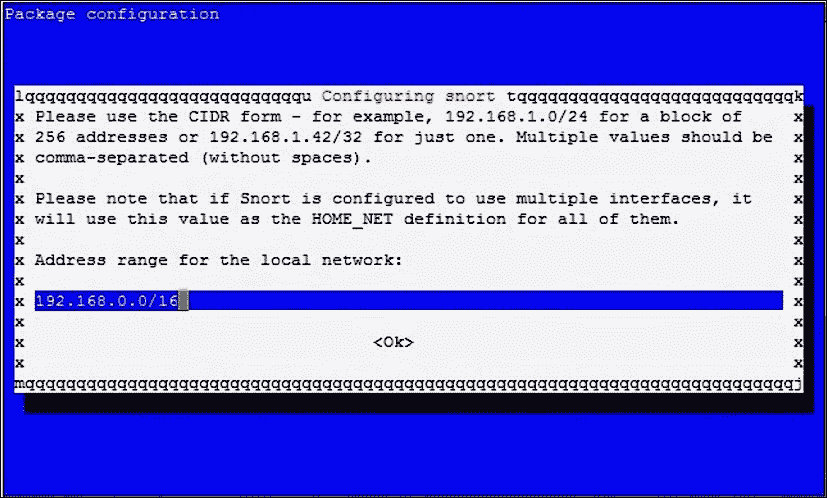 Package configuration
lqqqqqqqqqqqqqqqqqqqqqqqqqqqu Configuring snort tqqqqqqqqqqqqqqqqqqqqqqqqqqqk
x Please use the CIDR form - for example, 192.168.1.0/24 for a block of x
x 256 addresses or 192.168.1.42/32 for just one. Multiple values should be x
x comma-separated (without spaces). x
x x
x Please note that if Snort is configured to use multiple interfaces, it x
x will use this value as the HOME_NET definition for all of them. x
x x
x Address range for the local network: x
x x
x 192.168.0.0/16 x
x x
x <Ok> x
x x
mqqqqqqqqqqqqqqqqqqqqqqqqqqqqqqqqqqqqqqqqqqqqqqqqqqqqqqqqqqqqqqqqqqqqqqqqqqqj